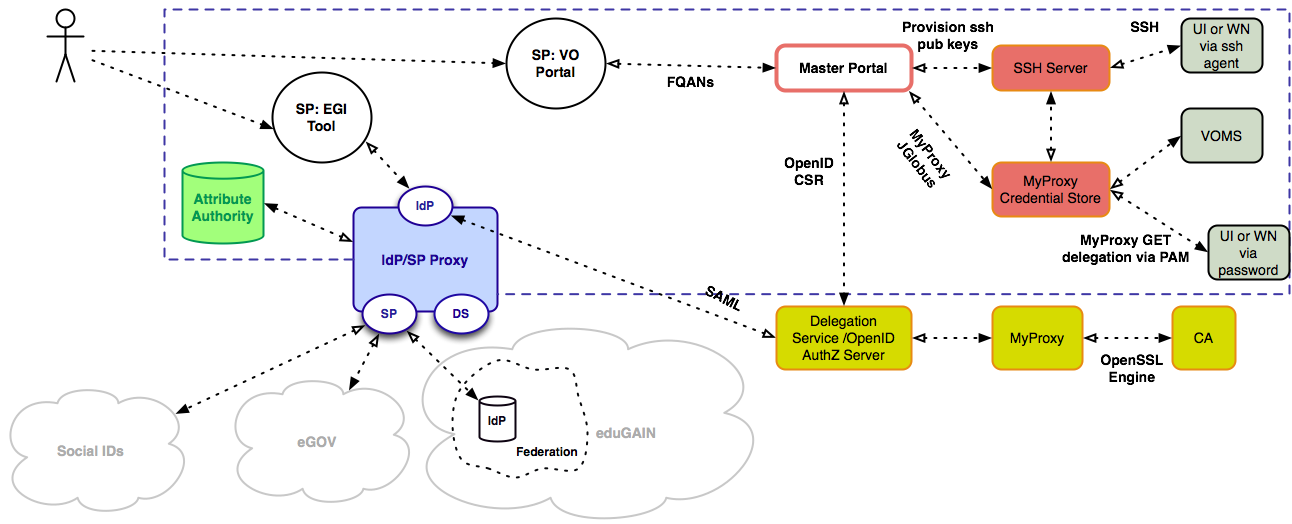 SP: VO
Portal
FQANs
Master Portal
Provision ssh
pub keys
SSH Server
SSH
UI or WN
via ssh
agent
SP: EGI
Tool
VOMS
OpenID
CSR
MyProxy
JGlobus
MyProxy
Credential Store
Attribute
Authority
IdP
IdP/SP Proxy
SP
DS
MyProxy GET
delegation via PAM
UI or WN
via
password
SAML
Delegation
Service /OpenID
AuthZ Server
MyProxy
OpenSSL
Engine
CA
Social IDs
eGOV
IdP
Federation
eduGAIN